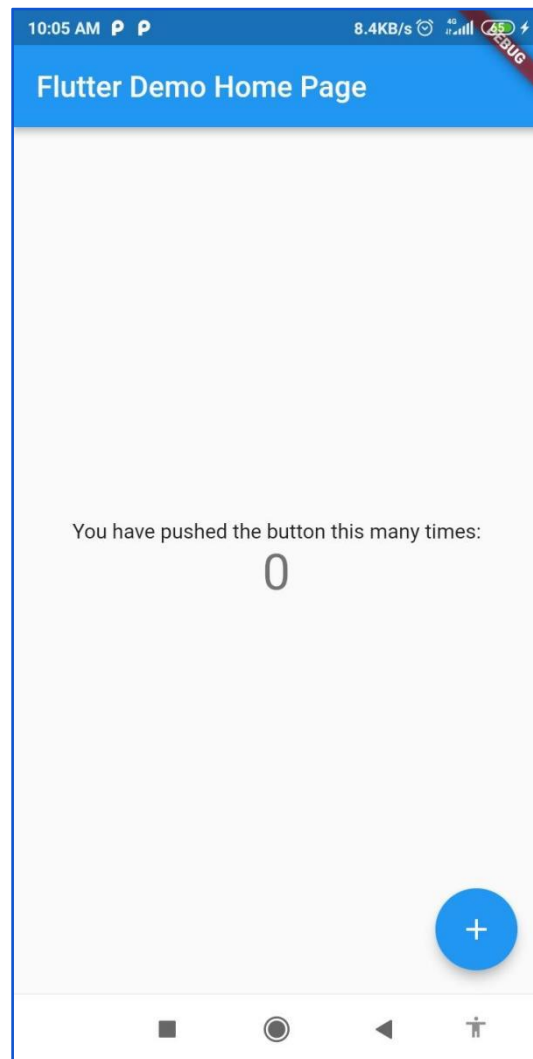 10:05 AM P P 8.4KB/s 4G 65
DEBUG
Flutter Demo Home Page
You have pushed the button this many times:
0
+